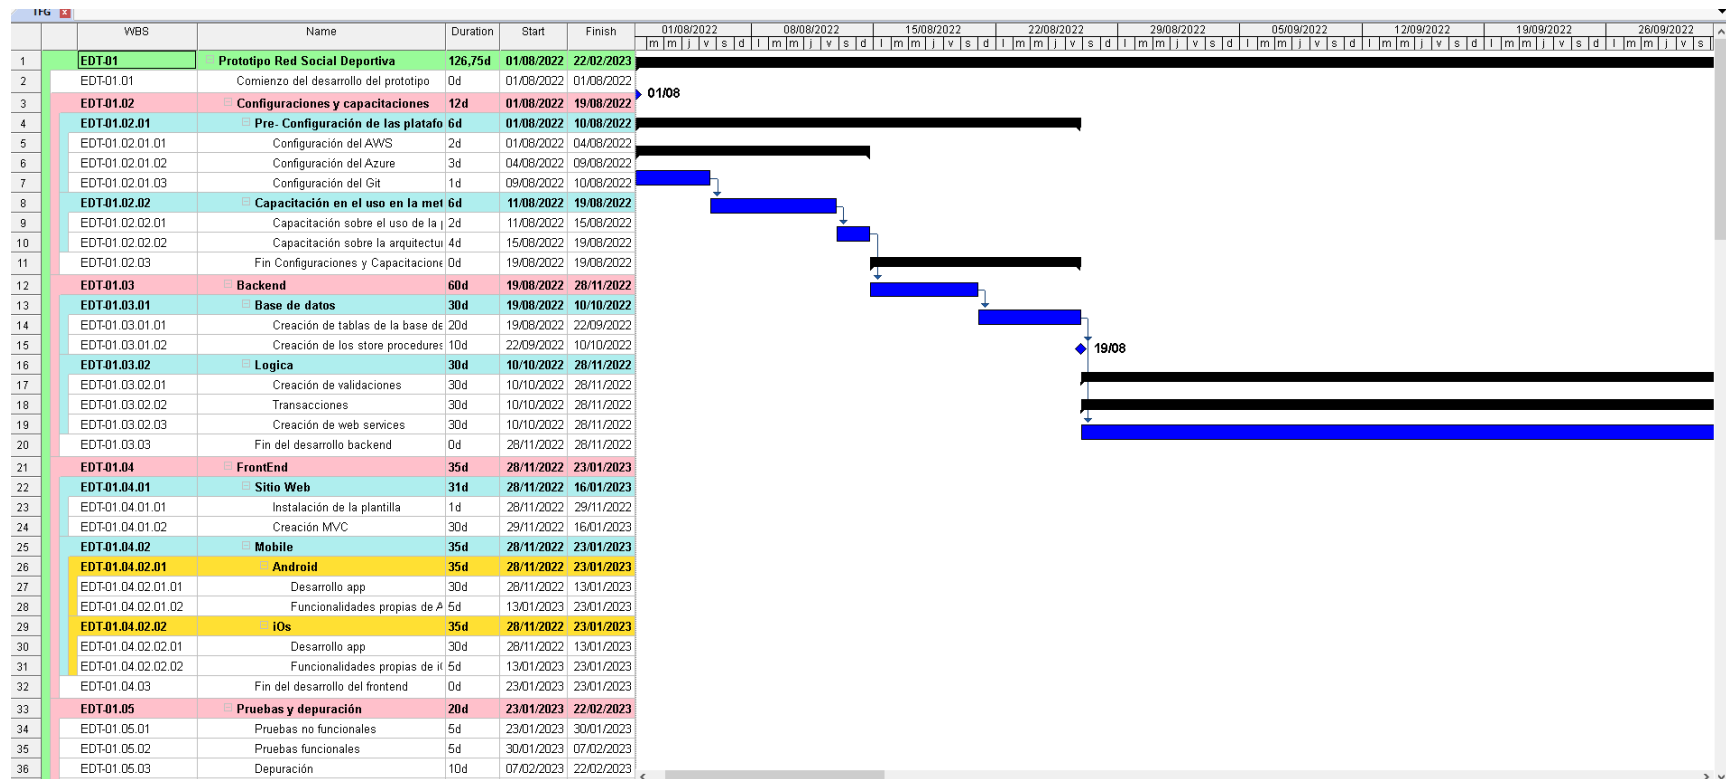 TFG
WBS Name Duration Start Finish 01/08/2022 08/08/2022 15/08/2022 22/08/2022 29/08/2022 05/09/2022 12/09/2022 19/09/2022 26/09/2022
m m j v s d l m m j v s d l m m j v s d l m m j v s d l m m j v s d l m m j v s d l m m j v s d l m m j v s d l m m j v s
1 EDT-01 Prototipo Red Social Deportiva 126,75d 01/08/2022 22/02/2023
2 EDT-01.01 Comienzo del desarrollo del prototipo 0d 01/08/2022 01/08/2022
01/08
3 EDT-01.02 Configuraciones y capacitaciones 12d 01/08/2022 19/08/2022
4 EDT-01.02.01 Pre- Configuración de las platafo 6d 01/08/2022 10/08/2022
5 EDT-01.02.01.01 Configuración del AWS 2d 01/08/2022 04/08/2022
6 EDT-01.02.01.02 Configuración del Azure 3d 04/08/2022 09/08/2022
7 EDT-01.02.01.03 Configuración del Git 1d 09/08/2022 10/08/2022
8 EDT-01.02.02 Capacitación en el uso en la met 6d 11/08/2022 19/08/2022
9 EDT-01.02.02.01 Capacitación sobre el uso de la 2d 11/08/2022 15/08/2022
10 EDT-01.02.02.02 Capacitación sobre la arquitectu 4d 15/08/2022 19/08/2022
11 EDT-01.02.03 Fin Configuraciones y Capacitacione 0d 19/08/2022 19/08/2022
12 EDT-01.03 Backend 60d 19/08/2022 28/11/2022
13 EDT-01.03.01 Base de datos 30d 19/08/2022 10/10/2022
14 EDT-01.03.01.01 Creación de tablas de la base de 20d 19/08/2022 22/09/2022
15 EDT-01.03.01.02 Creación de los store procedures 10d 22/09/2022 10/10/2022
19/08
16 EDT-01.03.02 Logica 30d 10/10/2022 28/11/2022
17 EDT-01.03.02.01 Creación de validaciones 30d 10/10/2022 28/11/2022
18 EDT-01.03.02.02 Transacciones 30d 10/10/2022 28/11/2022
19 EDT-01.03.02.03 Creación de web services 30d 10/10/2022 28/11/2022
20 EDT-01.03.03 Fin del desarrollo backend 0d 28/11/2022 28/11/2022
21 EDT-01.04 FrontEnd 35d 28/11/2022 23/01/2023
22 EDT-01.04.01 Sitio Web 31d 28/11/2022 16/01/2023
23 EDT-01.04.01.01 Instalación de la plantilla 1d 28/11/2022 29/11/2022
24 EDT-01.04.01.02 Creación MVC 30d 29/11/2022 16/01/2023
25 EDT-01.04.02 Mobile 35d 28/11/2022 23/01/2023
26 EDT-01.04.02.01 Android 35d 28/11/2022 23/01/2023
27 EDT-01.04.02.01.01 Desarrollo app 30d 28/11/2022 13/01/2023
28 EDT-01.04.02.01.02 Funcionalidades propias de A 5d 13/01/2023 23/01/2023
29 EDT-01.04.02.02 iOs 35d 28/11/2022 23/01/2023
30 EDT-01.04.02.02.01 Desarrollo app 30d 28/11/2022 13/01/2023
31 EDT-01.04.02.02.02 Funcionalidades propias de i 5d 13/01/2023 23/01/2023
32 EDT-01.04.03 Fin del desarrollo del frontend 0d 23/01/2023 23/01/2023
33 EDT-01.05 Pruebas y depuración 20d 23/01/2023 22/02/2023
34 EDT-01.05.01 Pruebas no funcionales 5d 23/01/2023 30/01/2023
35 EDT-01.05.02 Pruebas funcionales 5d 30/01/2023 07/02/2023
36 EDT-01.05.03 Depuración 10d 07/02/2023 22/02/2023